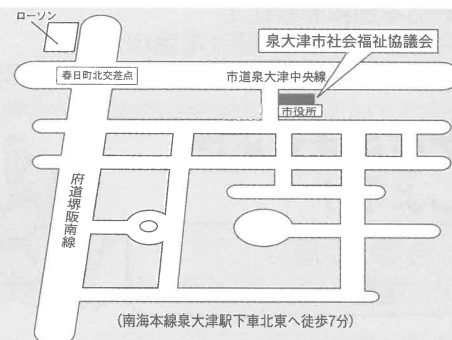 ローソン
泉大津市社会福祉協議会
春日町北交差点
市道泉大津中央線
市役所
府道堺阪南線
(南海本線泉大津駅下車北東へ徒歩7分)